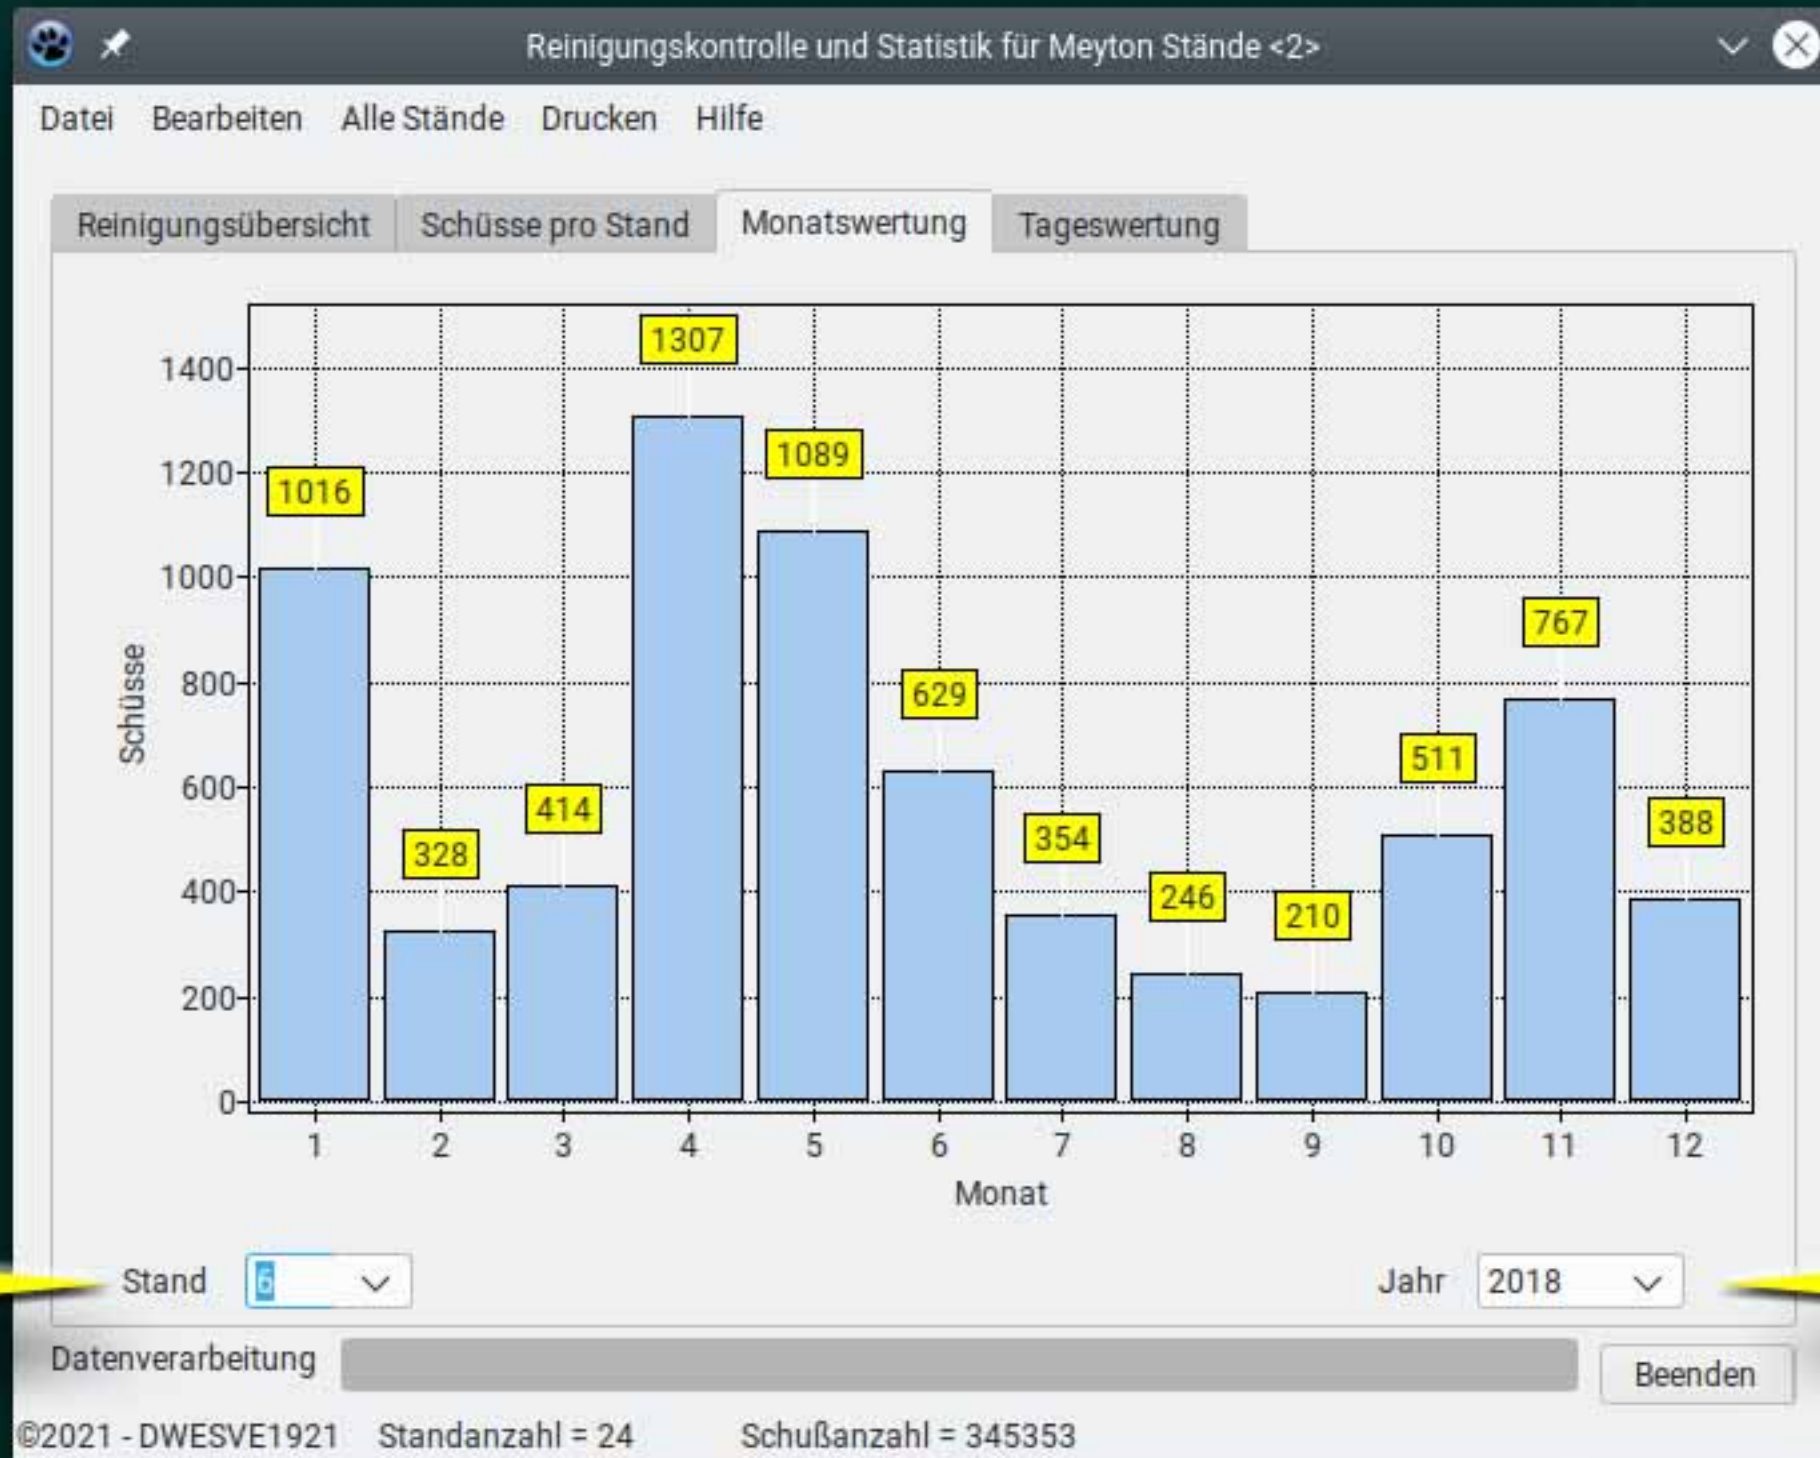 Reinigungskontrolle und Statistik für Meyton Stände <2>
Datei Bearbeiten Alle Stände Drucken Hilfe
Reinigungsübersicht Schüsse pro Stand Monatswertung Tageswertung
1307
1400
1089
1200
1016
1000
767
800
629
511
600
414
388
354
328
400
246
210
200
0
Schüsse
1 2 3 4 5 6 7 8 9 10 11 12
Monat
Stand 6 Jahr 2018
Datenverarbeitung Beenden
©2021 - DWESVE1921 Standanzahl = 24 Schußanzahl = 345353